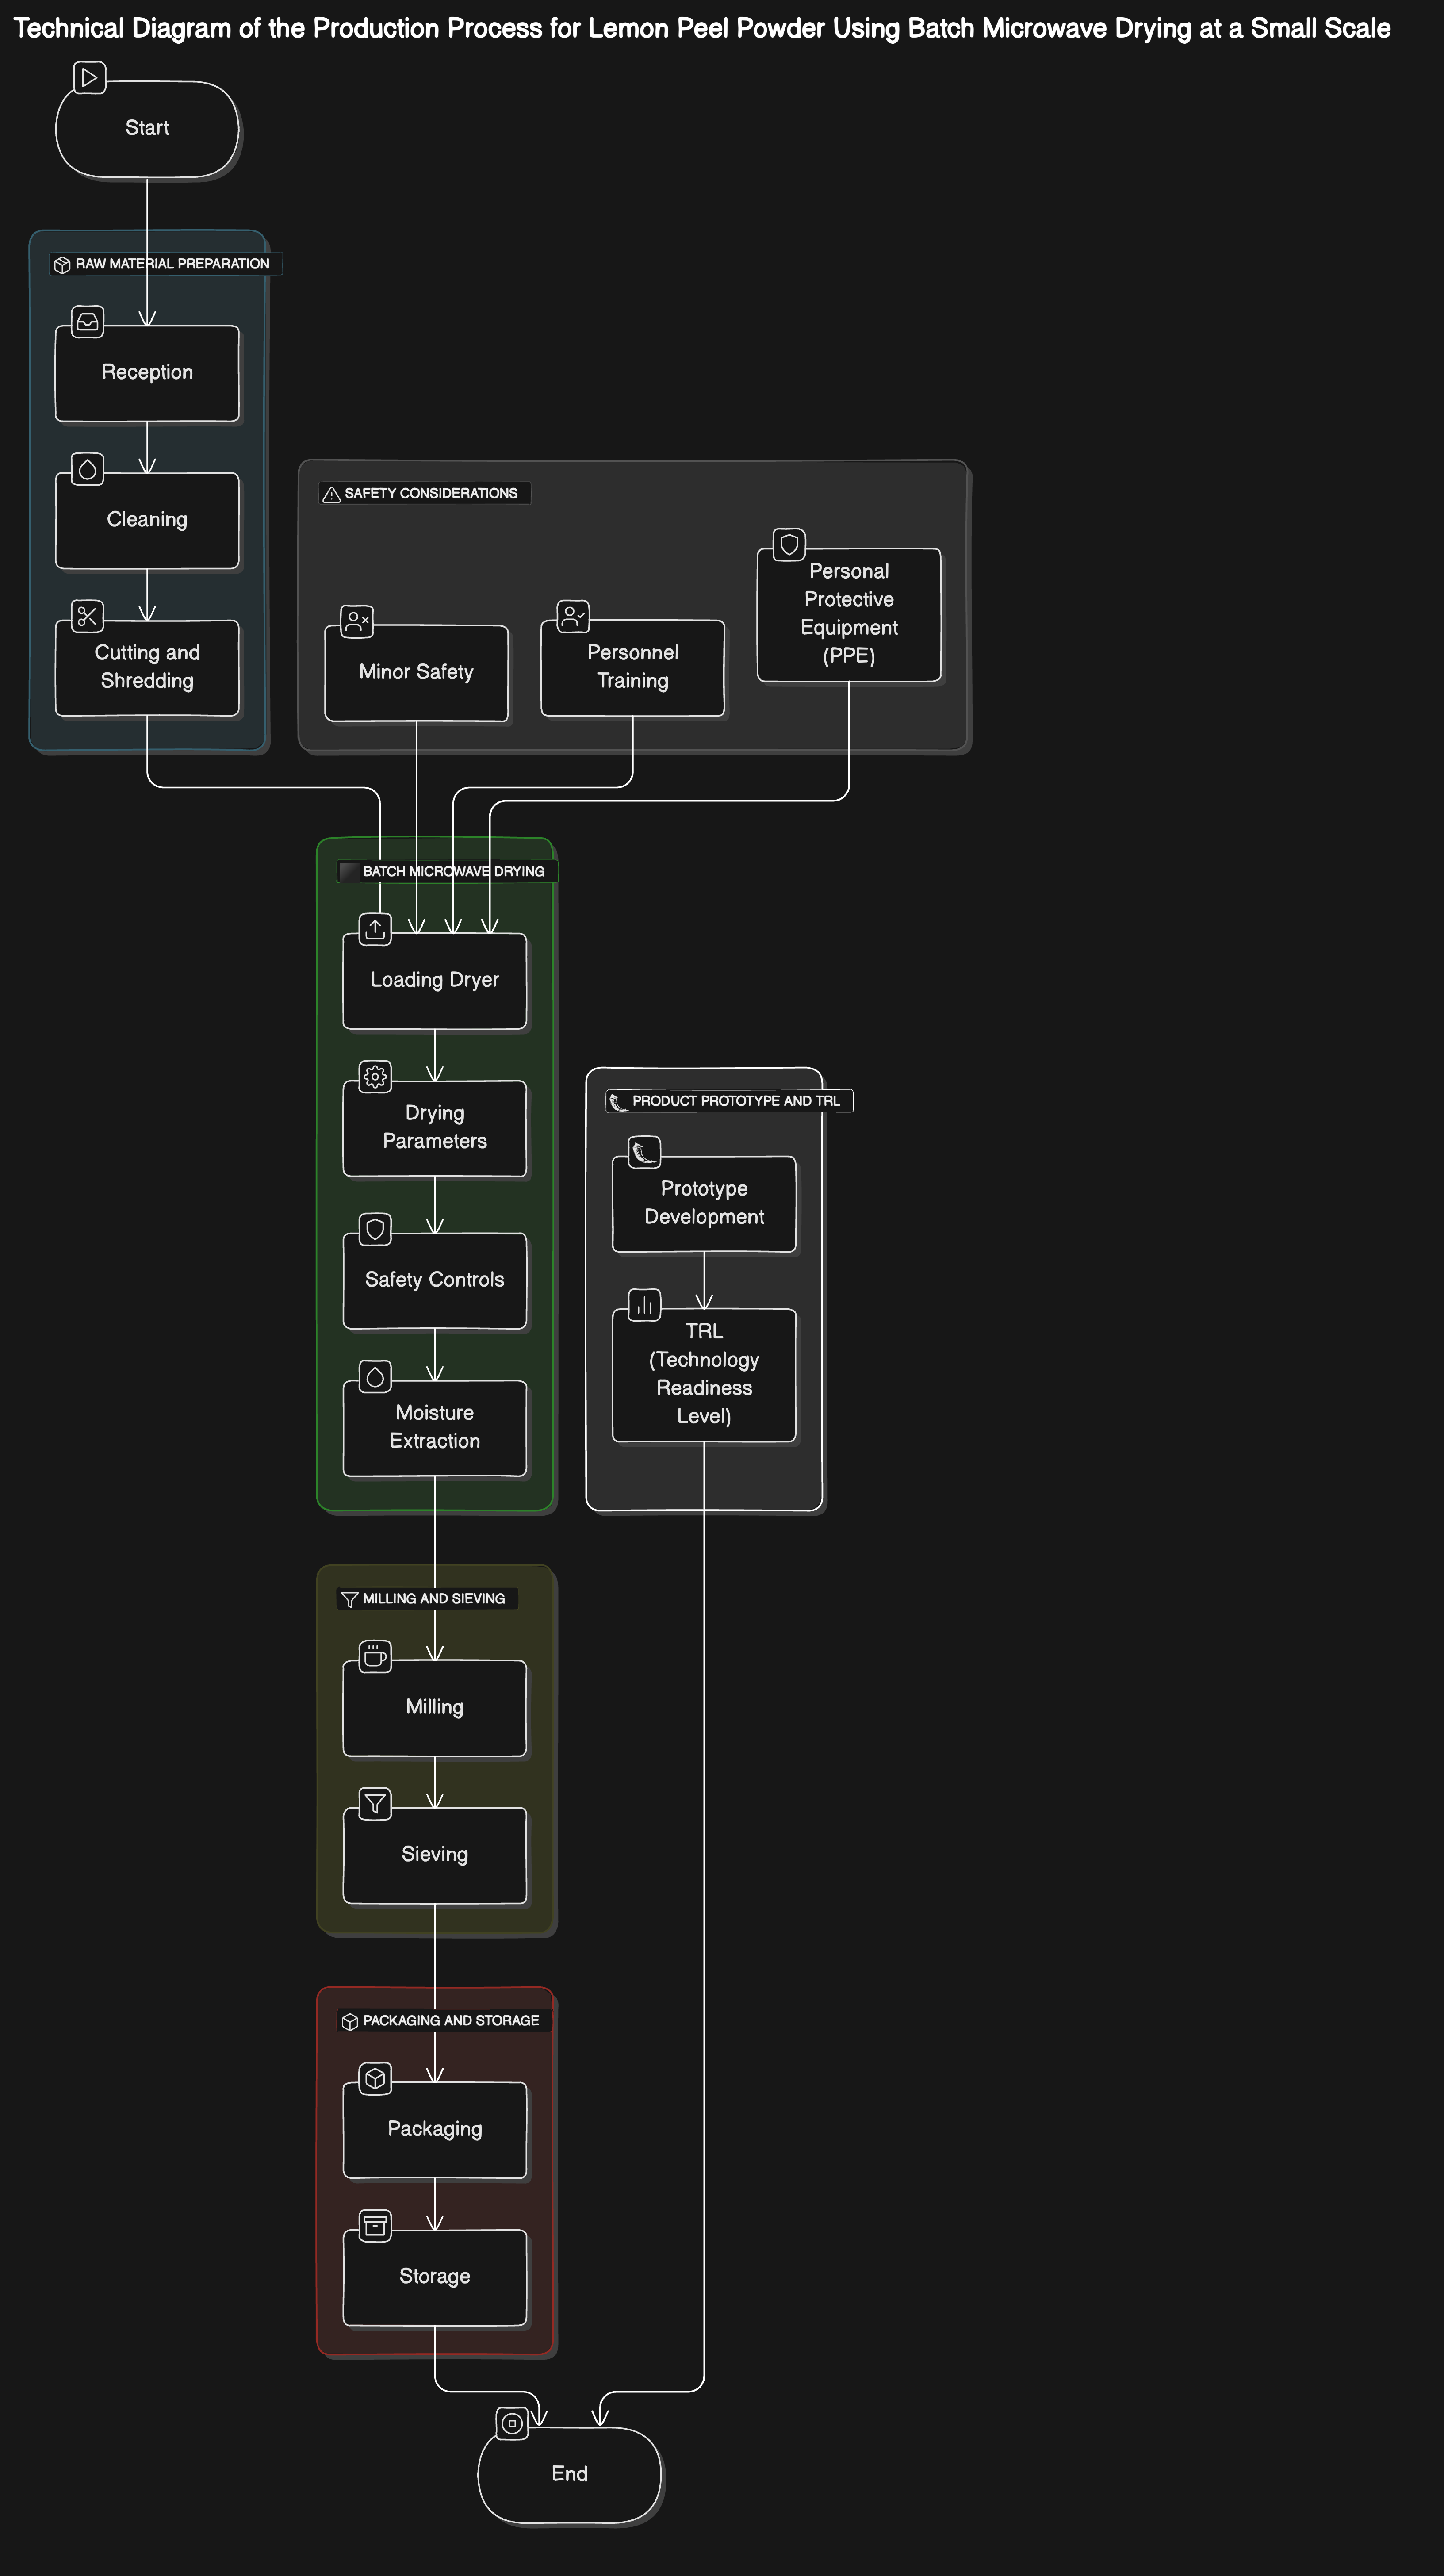 Technical Diagram of the Production Process for Lemon Peel Powder Using Batch Microwave Drying at a Small Scale
Start
RAW MATERIAL PREPARATION
Reception
Cleaning
Cutting and
Shredding
SAFETY CONSIDERATIONS
Minor Safety
Personnel
Training
Personal
Protective
Equipment
(PPE)
BATCH MICROWAVE DRYING
Loading Dryer
Drying
Parameters
Safety Controls
Moisture
Extraction
PRODUCT PROTOTYPE AND TRL
Prototype
Development
TRL
(Technology
Readiness
Level)
MILLING AND SIEVING
Milling
Sieving
PACKAGING AND STORAGE
Packaging
Storage
End